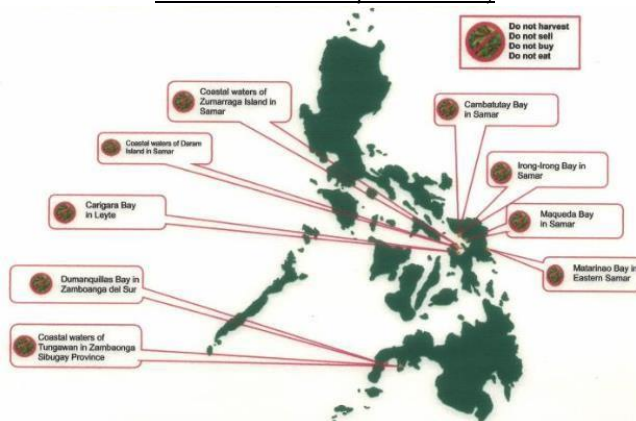 Do not harvest
Do not sell
Do not buy
Do not eat
Coastal waters of
Zumarraga Island in
Samar
Cambatutay Bay
in Samar
Coastal waters of Daram
Island in Samar
Irong-Irong Bay in
Samar
Carigara Bay
in Leyte
Maqueda Bay
in Samar
Matarinao Bay in
Eastern Samar
Dumanquillas Bay in
Zamboanga del Sur
Coastal waters of
Tungawan in Zambaonga
Sibugay Province